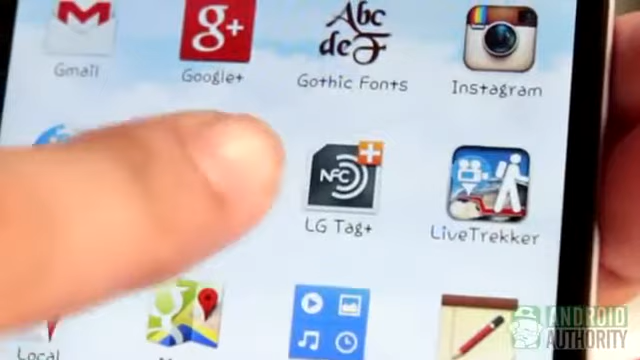 Abc
deF
g+
Gmail
Google+
Gothic Fonts
Instagram
NFC
LG Tag+
LiveTrekker
g
Local
ANDROID
AUTHORITY